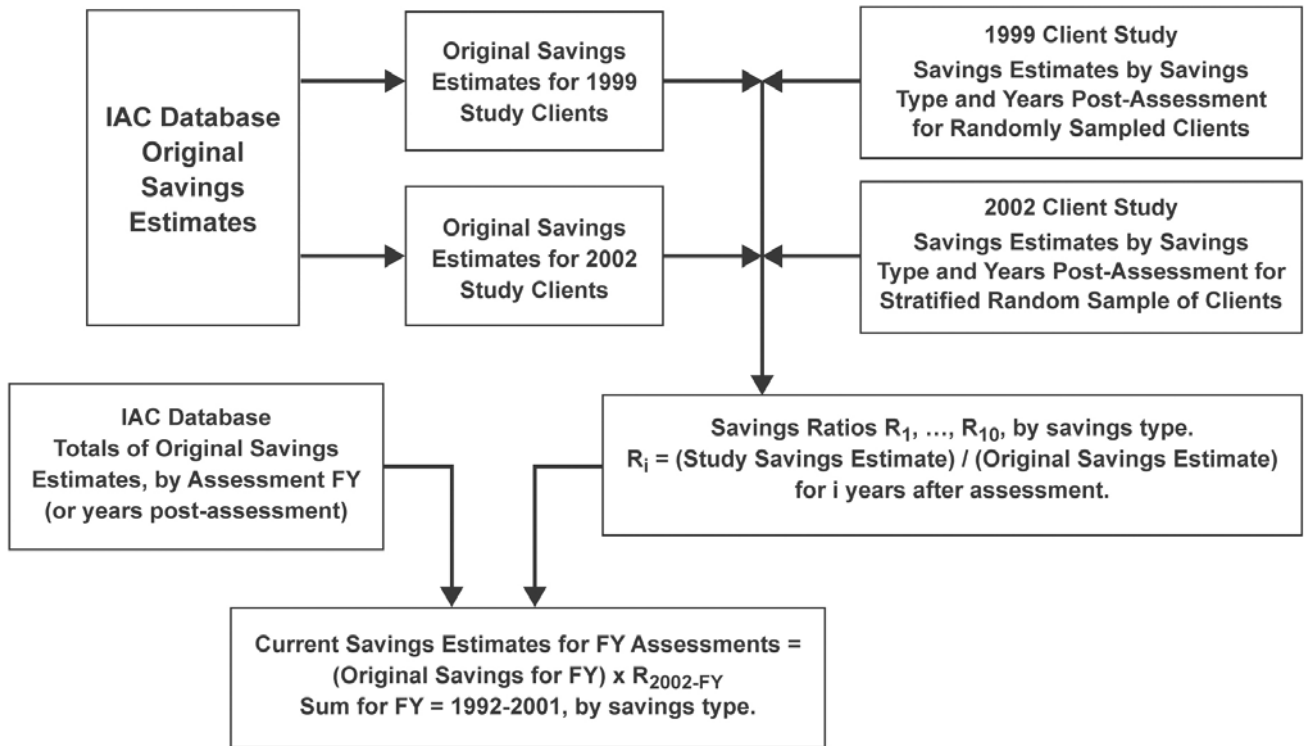 IAC Database
Original
Savings
Estimates
Original Savings
Estimates for 1999
Study Clients
1999 Client Study
Savings Estimates by Savings
Type and Years Post-Assessment
for Randomly Sampled Clients
Original Savings
Estimates for 2002
Study Clients
2002 Client Study
Savings Estimates by Savings
Type and Years Post-Assessment for
Stratified Random Sample of Clients
IAC Database
Totals of Original Savings
Estimates, by Assessment FY
(or years post-assessment)
Savings Ratios R₁, …, R₁₀, by savings type.
Rᵢ = (Study Savings Estimate) / (Original Savings Estimate)
for i years after assessment.
Current Savings Estimates for FY Assessments =
(Original Savings for FY) x R2002-FY
Sum for FY = 1992-2001, by savings type.